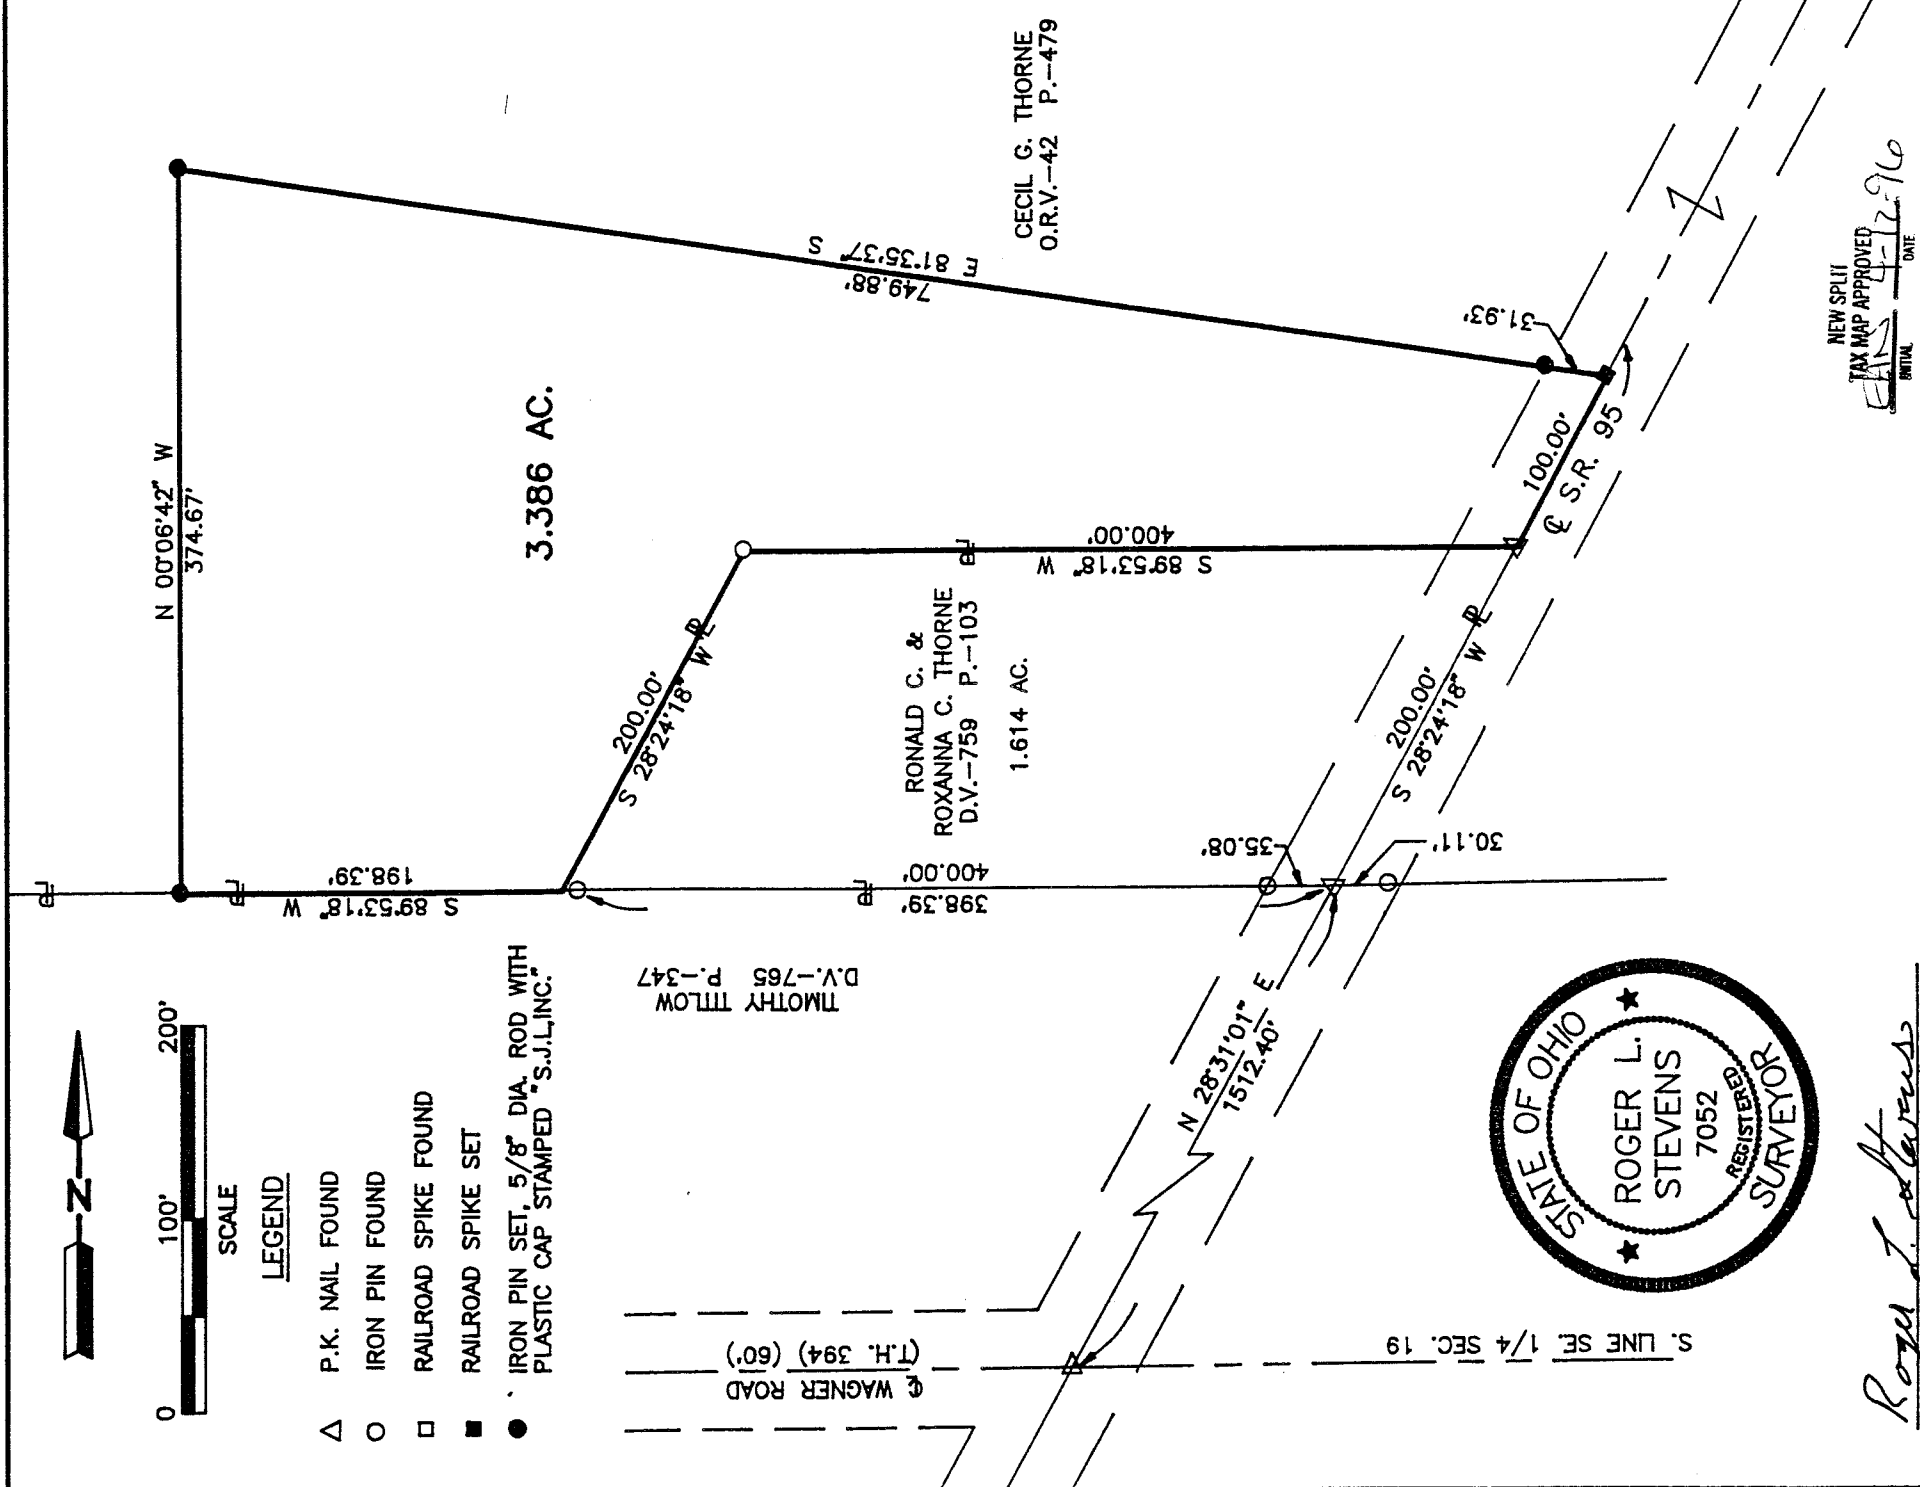 N 00°06'42" W
374.67'
3.386 AC.
S 81°35'37" E
749.88'
CECIL G. THORNE
O.R.V.-42 P.-479
31.93'
100.00'
℄ S.R. 95
400.00'
S 89°53'18" W
200.00'
S 28°24'18" W
RONALD C. &
ROXANNA C. THORNE
D.V.-759 P.-103
1.614 AC.
200.00'
S 28°24'18" W
198.39'
S 89°53'18" W
400.00'
398.39'
35.08'
30.11'
TIMOTHY TITLOW
D.V.-765 P.-347
N 28°31'01" E
1512.40'
N
0 100' 200'
SCALE
LEGEND
△ P.K. NAIL FOUND
○ IRON PIN FOUND
□ RAILROAD SPIKE FOUND
■ RAILROAD SPIKE SET
● IRON PIN SET, 5/8" DIA. ROD WITH
PLASTIC CAP STAMPED "S.J.L,INC."
℄ WAGNER ROAD
(T.H. 394) (60')
S. LINE SE. 1/4 SEC. 19
STATE OF OHIO
ROGER L.
STEVENS
7052
REGISTERED
SURVEYOR
Roger L. Stevens
NEW SPLIT
TAX MAP APPROVED
INITIAL DATE